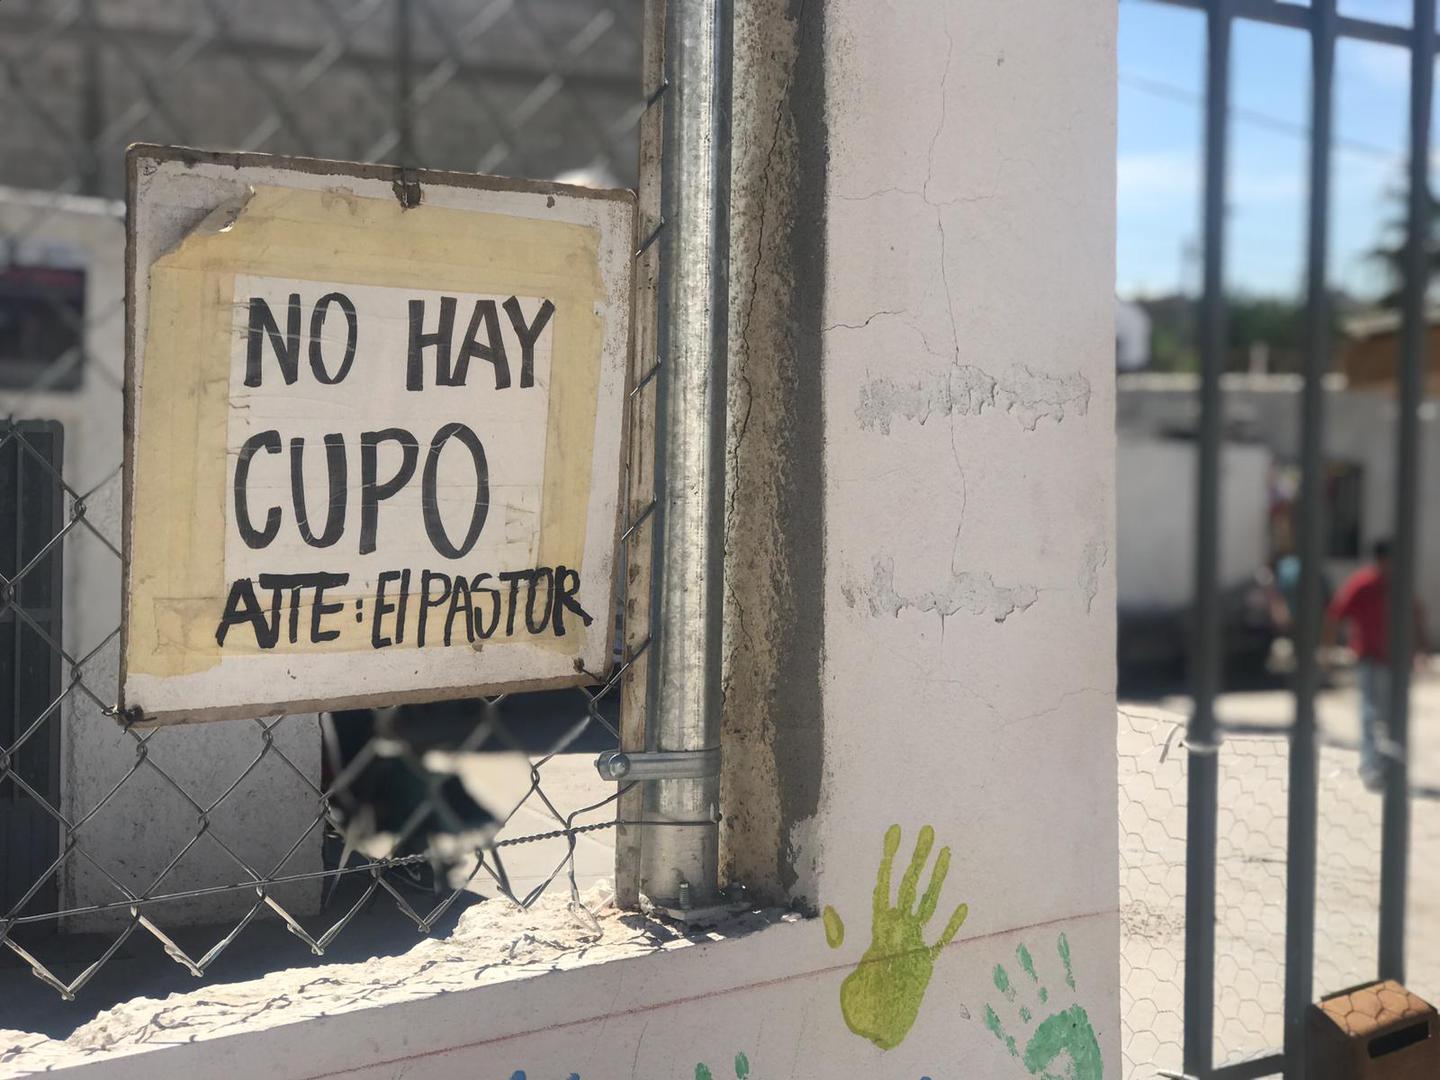 NO HAY
CUPO
ATTE: El PASTOR